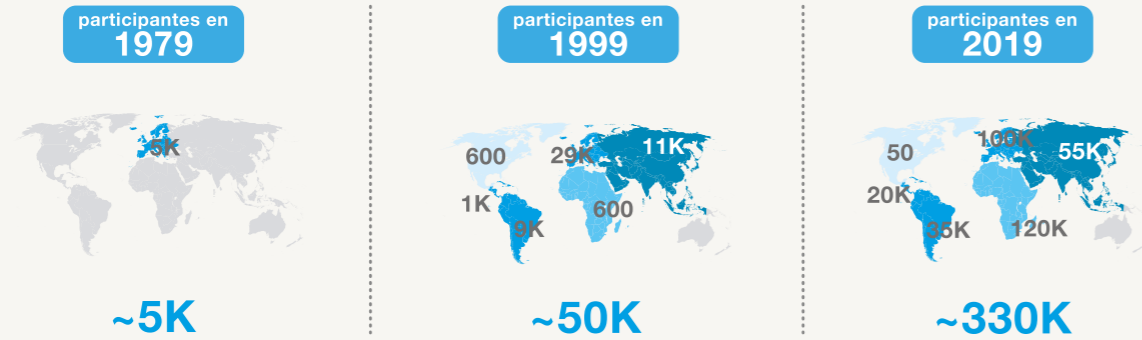 participantes en
1979
5K
~5K
participantes en
1999
600
29K
11K
1K
600
9K
~50K
participantes en
2019
50
100K
55K
20K
35K
120K
~330K